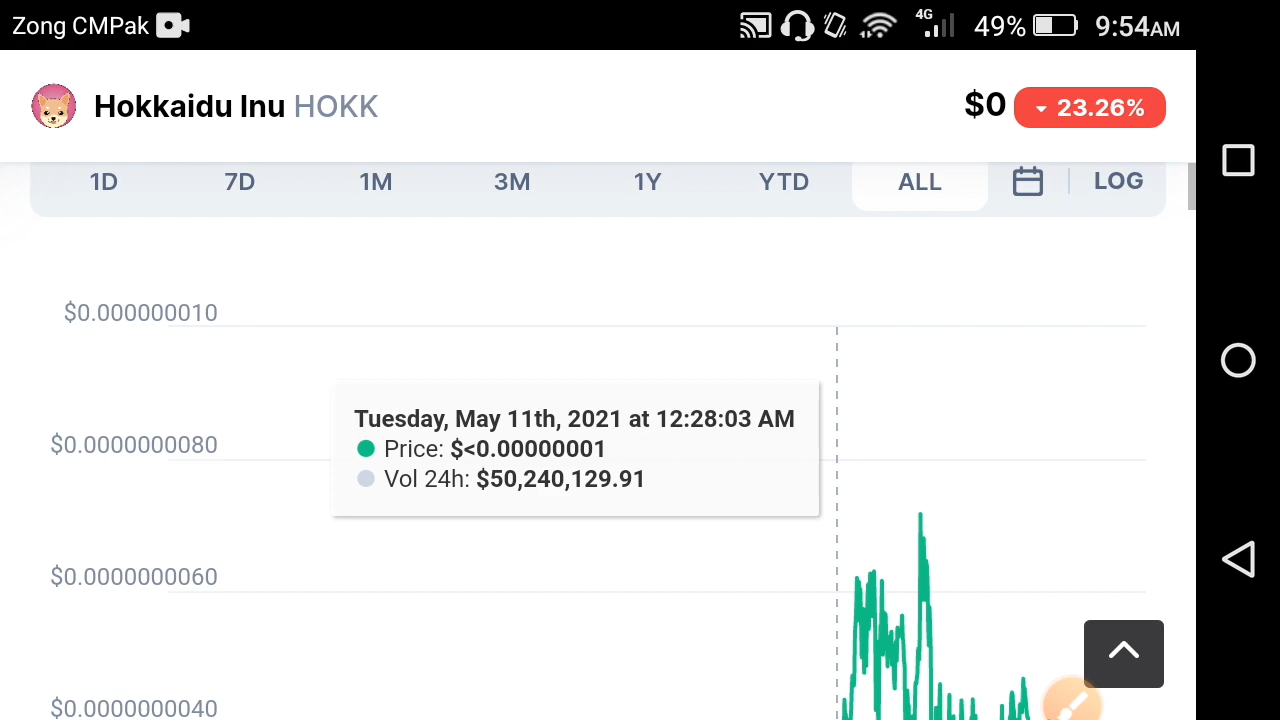 Zong CMPak 4G 49% 9:54AM
Hokkaidu Inu HOKK $0 23.26%
1D 7D 1M 3M 1Y YTD ALL LOG
$0.000000010
$0.0000000080
Tuesday, May 11th, 2021 at 12:28:03 AM
Price: $<0.00000001
Vol 24h: $50,240,129.91
$0.0000000060
$0.0000000040